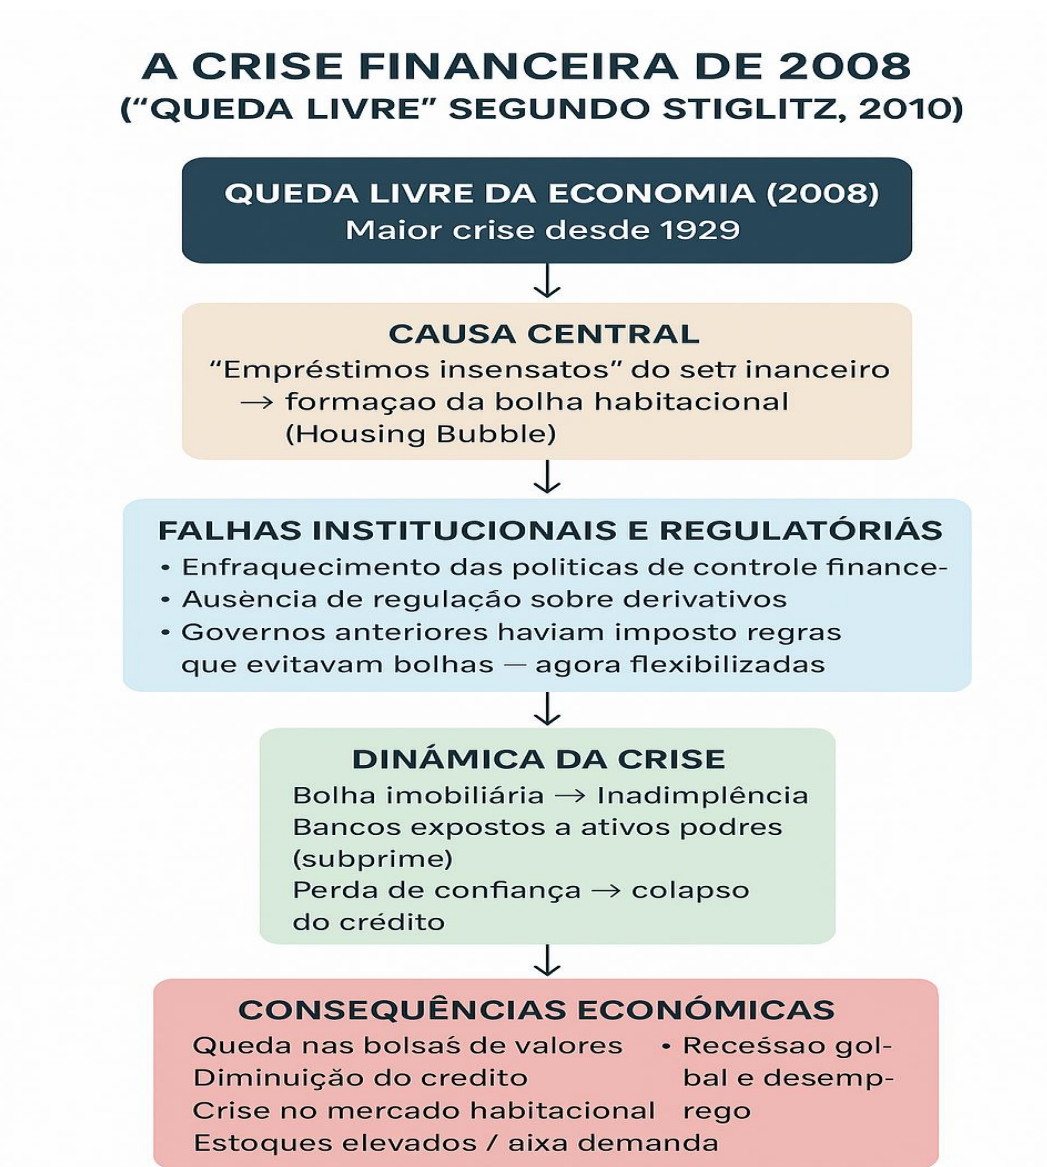 A CRISE FINANCEIRA DE 2008
(“QUEDA LIVRE” SEGUNDO STIGLITZ, 2010)
QUEDA LIVRE DA ECONOMIA (2008)
Maior crise desde 1929
↓
CAUSA CENTRAL
“Empréstimos insensatos” do inanceiro
→ formaçao da bolha habitacional
(Housing Bubble)
↓
FALHAS INSTITUCIONAIS E REGULATÓRIÁS
• Enfraquecimento das politicas de controle finance-
• Ausència de regulação sobre derivativos
• Governos anteriores haviam imposto regras
que evitavam bolhas — agora flexibilizadas
↓
DINÁMICA DA CRISE
Bolha imobiliária → Inadimplência
Bancos expostos a ativos podres
(subprime)
Perda de confiança → colapso
do crédito
↓
CONSEQUÊNCIAS ECONÓMICAS
Queda nas bolsaś de valores
Diminuição do credito
Crise no mercado habitacional
Estoques elevados / aixa demanda
• Receśsao gol-
bal e desemp-
rego